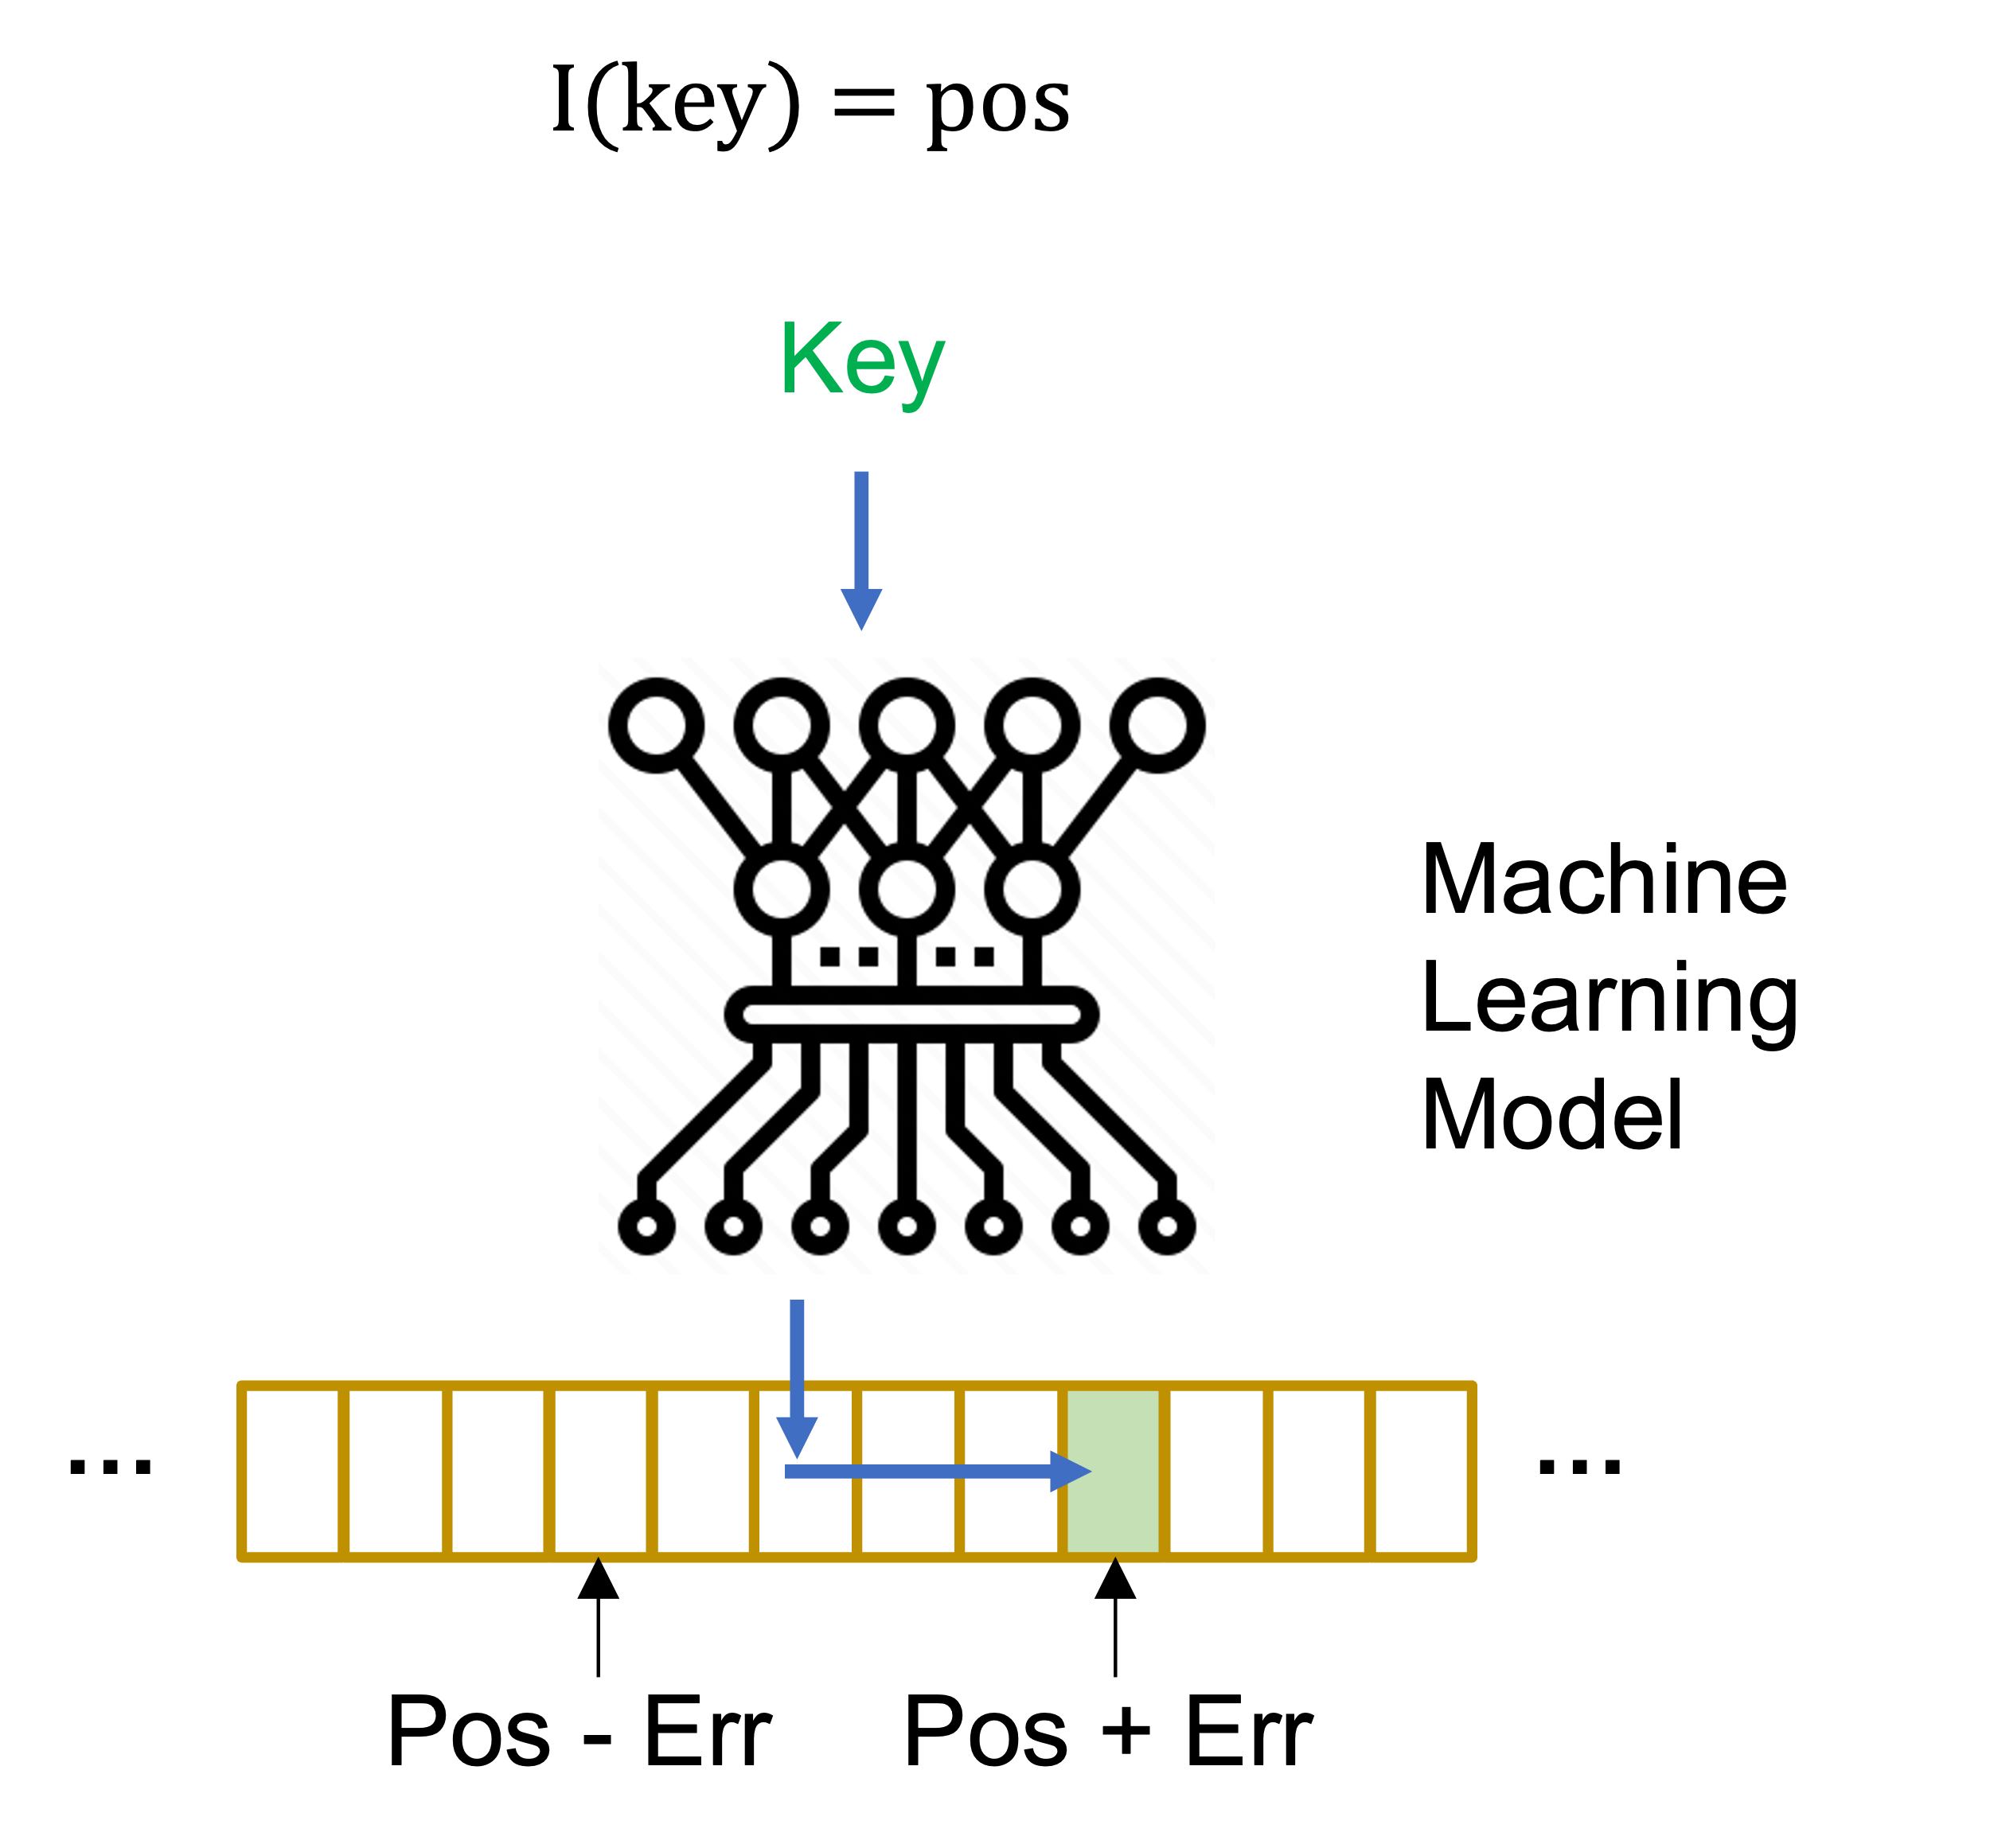 I(key) = pos
Key
Machine
Learning
Model
... ...
Pos - Err Pos + Err